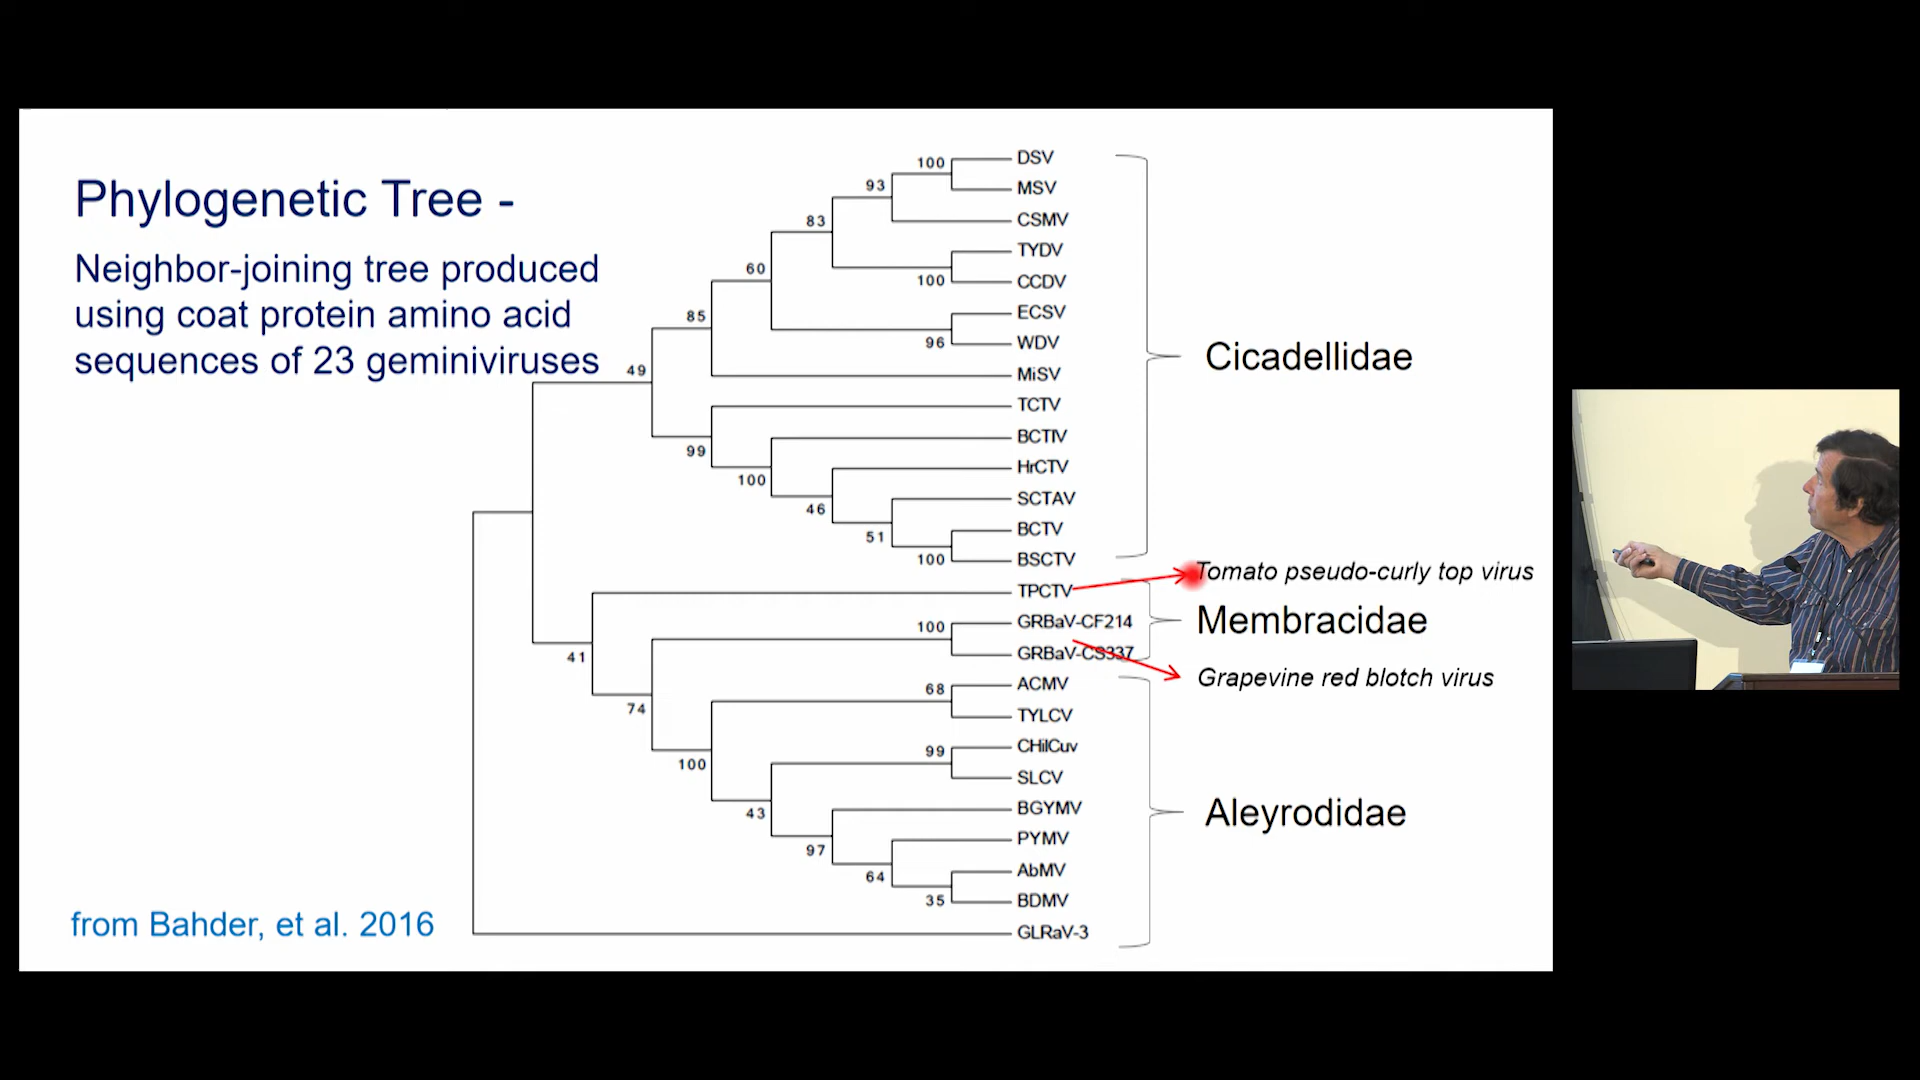 Phylogenetic Tree -
Neighbor-joining tree produced
using coat protein amino acid
sequences of 23 geminiviruses
from Bahder, et al. 2016
100
93
83
60
100
85
96
49
99
100
46
51
100
100
41
68
74
99
100
43
97
64
35
DSV
MSV
CSMV
TYDV
CCDV
ECSV
WDV
MiSV
TCTV
BCTIV
HrCTV
SCTAV
BCTV
BSCTV
TPCTV
GRBaV-CF214
GRBaV-CS337
ACMV
TYLCV
CHilCuv
SLCV
BGYMV
PYMV
AbMV
BDMV
GLRaV-3
Cicadellidae
Tomato pseudo-curly top virus
Membracidae
Grapevine red blotch virus
Aleyrodidae